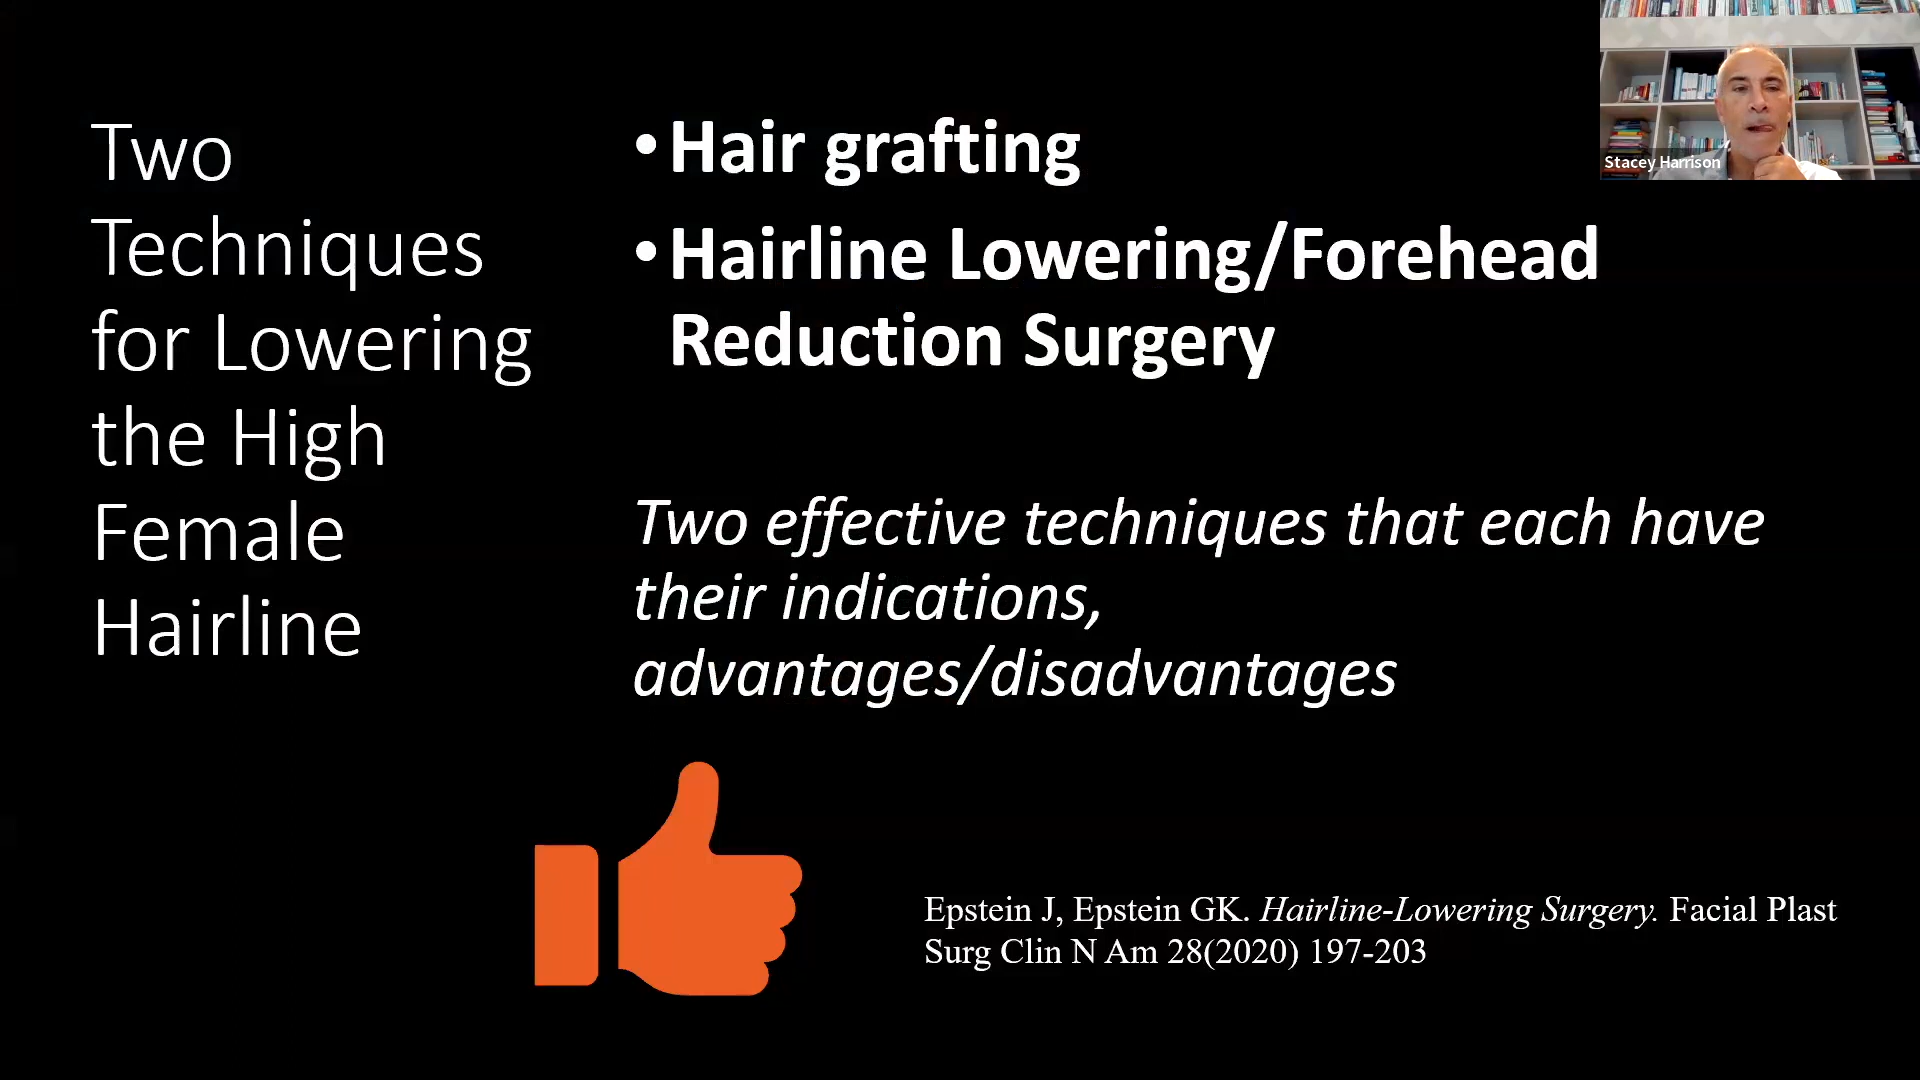 Two
Techniques
for Lowering
the High
Female
Hairline
• Hair grafting
• Hairline Lowering/Forehead
Reduction Surgery
Two effective techniques that each have
their indications,
advantages/disadvantages
Epstein J, Epstein GK. Hairline-Lowering Surgery. Facial Plast
Surg Clin N Am 28(2020) 197-203
Stacey Harrison